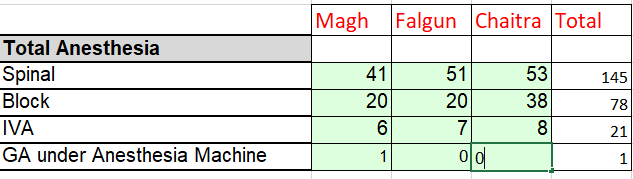 Magh Falgun Chaitra Total
Total Anesthesia
Spinal 41 51 53 145
Block 20 20 38 78
IVA 6 7 8 21
GA under Anesthesia Machine 1 0 0 1